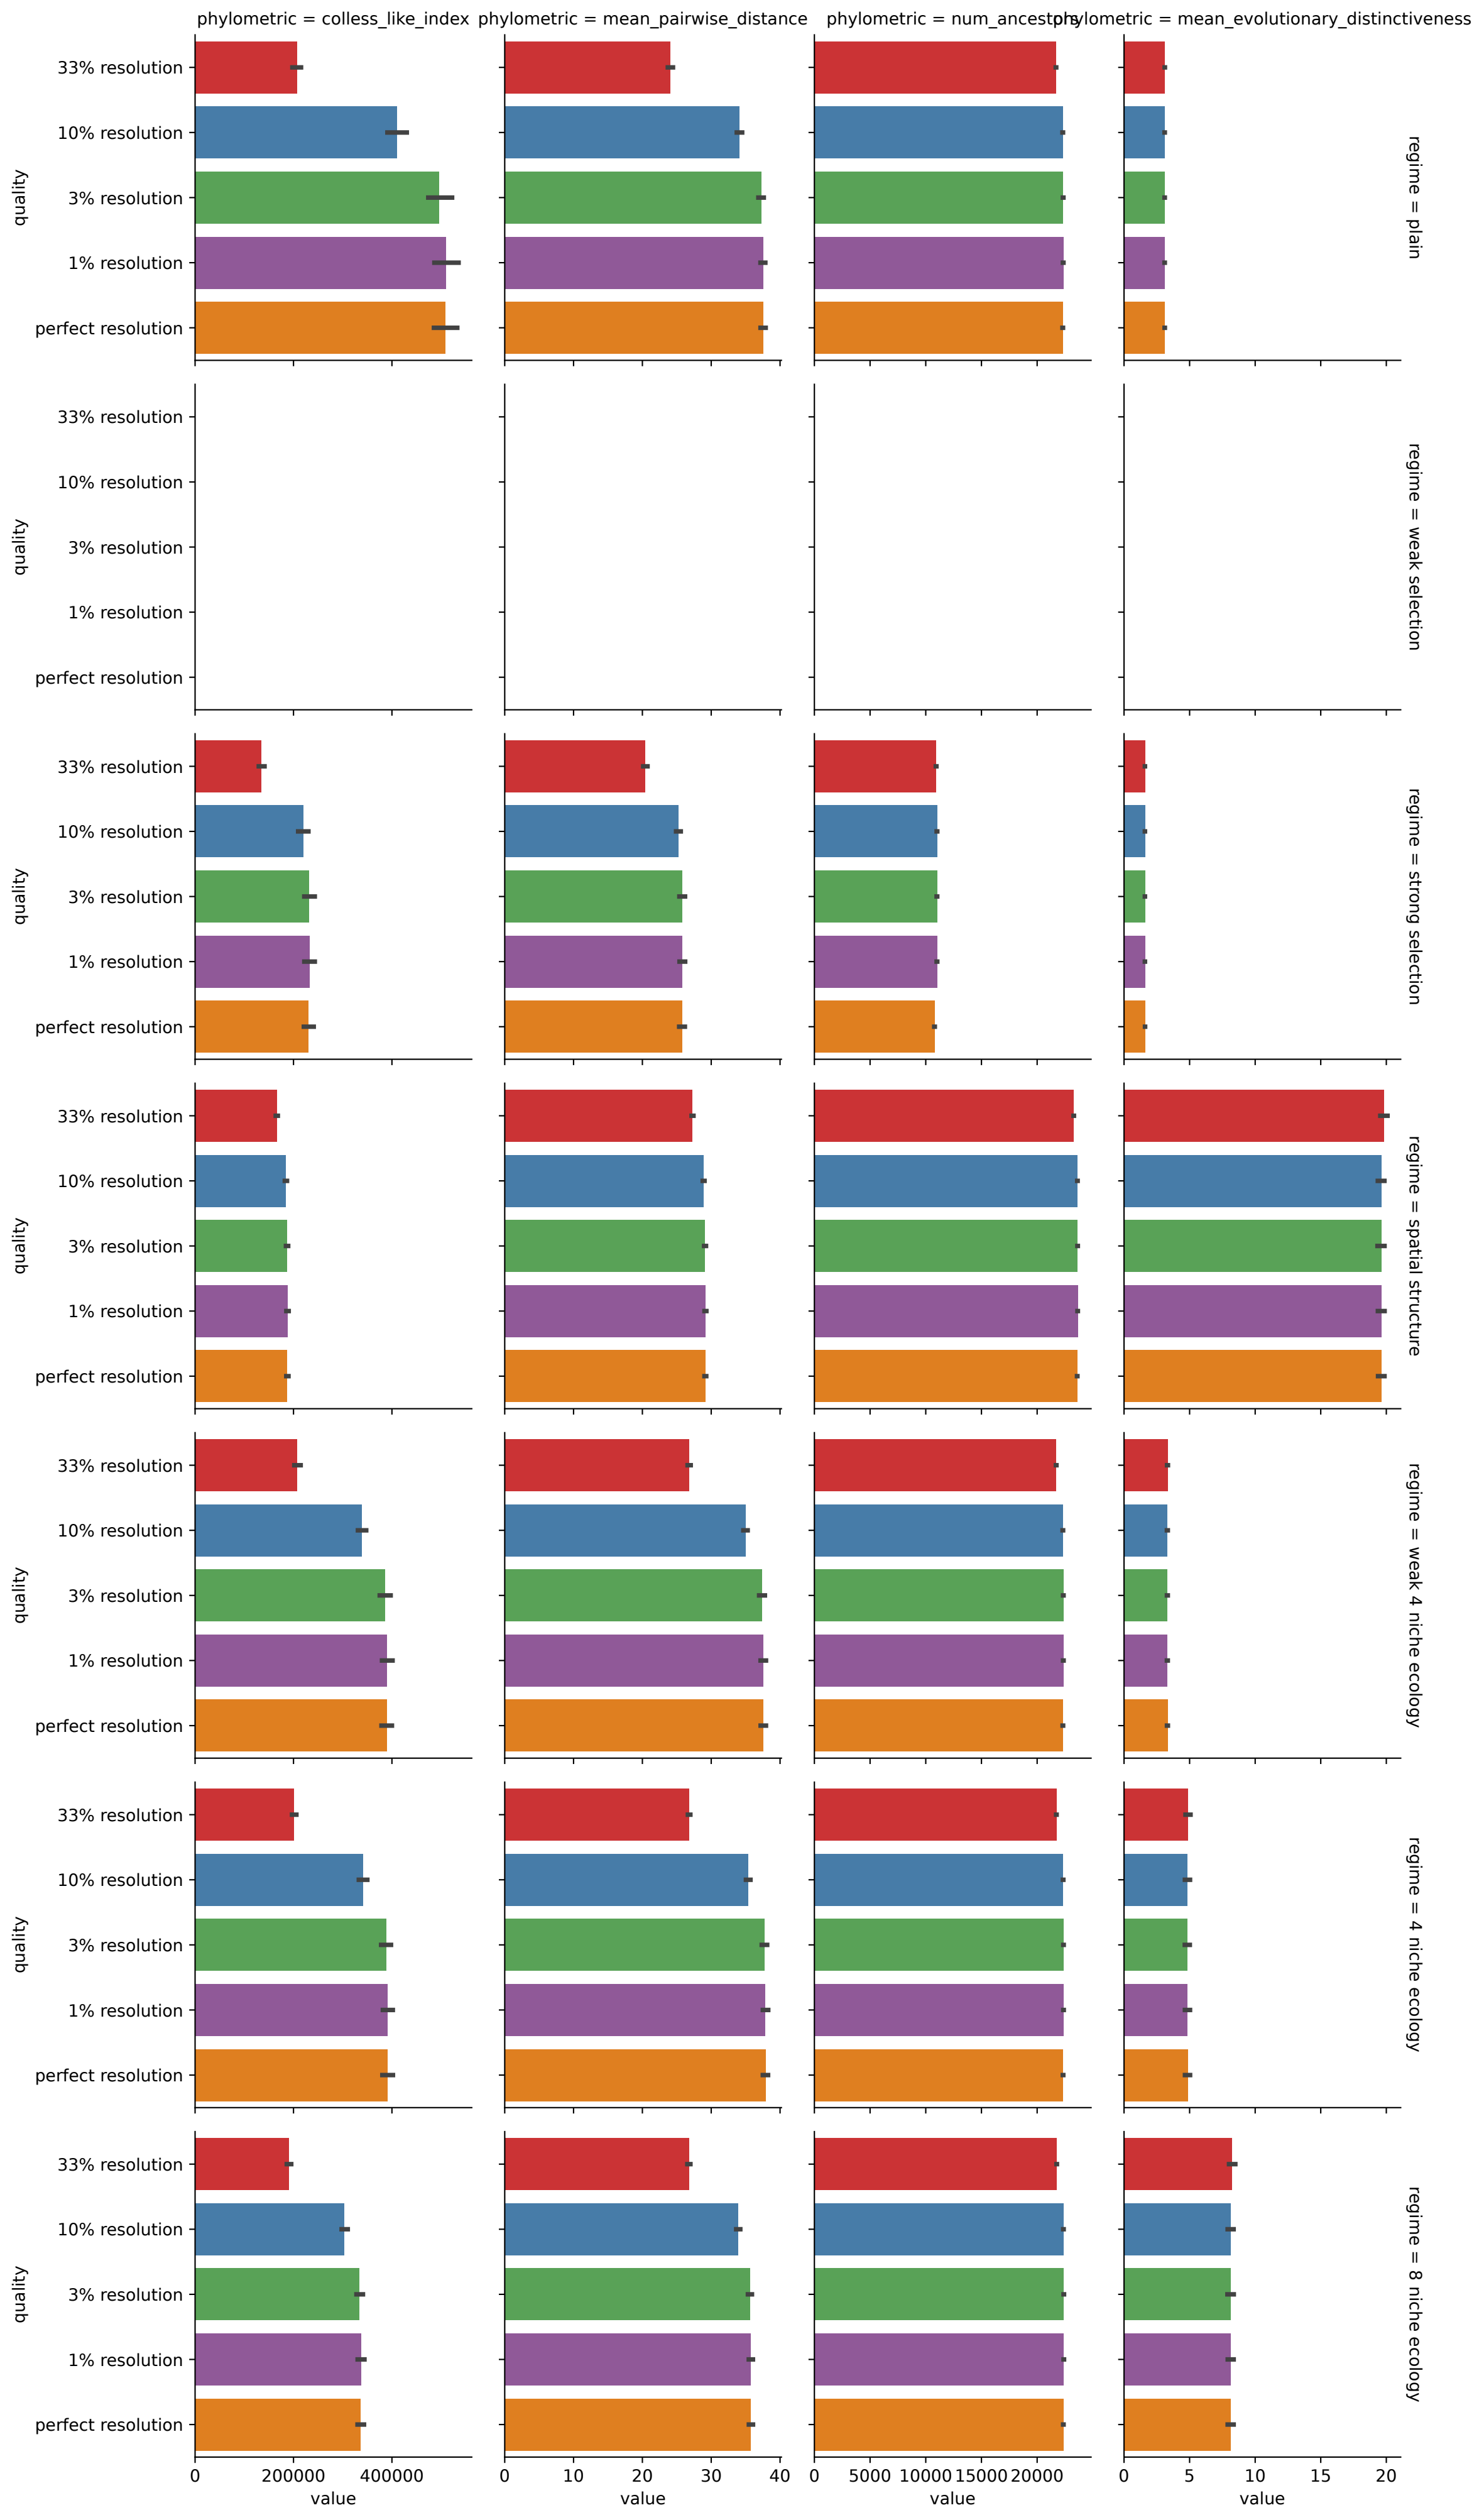 phylometric = colless_like_index
phylometric = mean_pairwise_distance
phylometric = num_ancestors
phylometric = mean_evolutionary_distinctiveness
33% resolution
10% resolution
3% resolution
1% resolution
perfect resolution
quality
regime = plain
33% resolution
10% resolution
3% resolution
1% resolution
perfect resolution
quality
regime = weak selection
33% resolution
10% resolution
3% resolution
1% resolution
perfect resolution
quality
regime = strong selection
33% resolution
10% resolution
3% resolution
1% resolution
perfect resolution
quality
regime = spatial structure
33% resolution
10% resolution
3% resolution
1% resolution
perfect resolution
quality
regime = weak 4 niche ecology
33% resolution
10% resolution
3% resolution
1% resolution
perfect resolution
quality
regime = 4 niche ecology
33% resolution
10% resolution
3% resolution
1% resolution
perfect resolution
quality
regime = 8 niche ecology
0 200000 400000
value
0 10 20 30 40
value
0 5000 10000 15000 20000
value
0 5 10 15 20
value